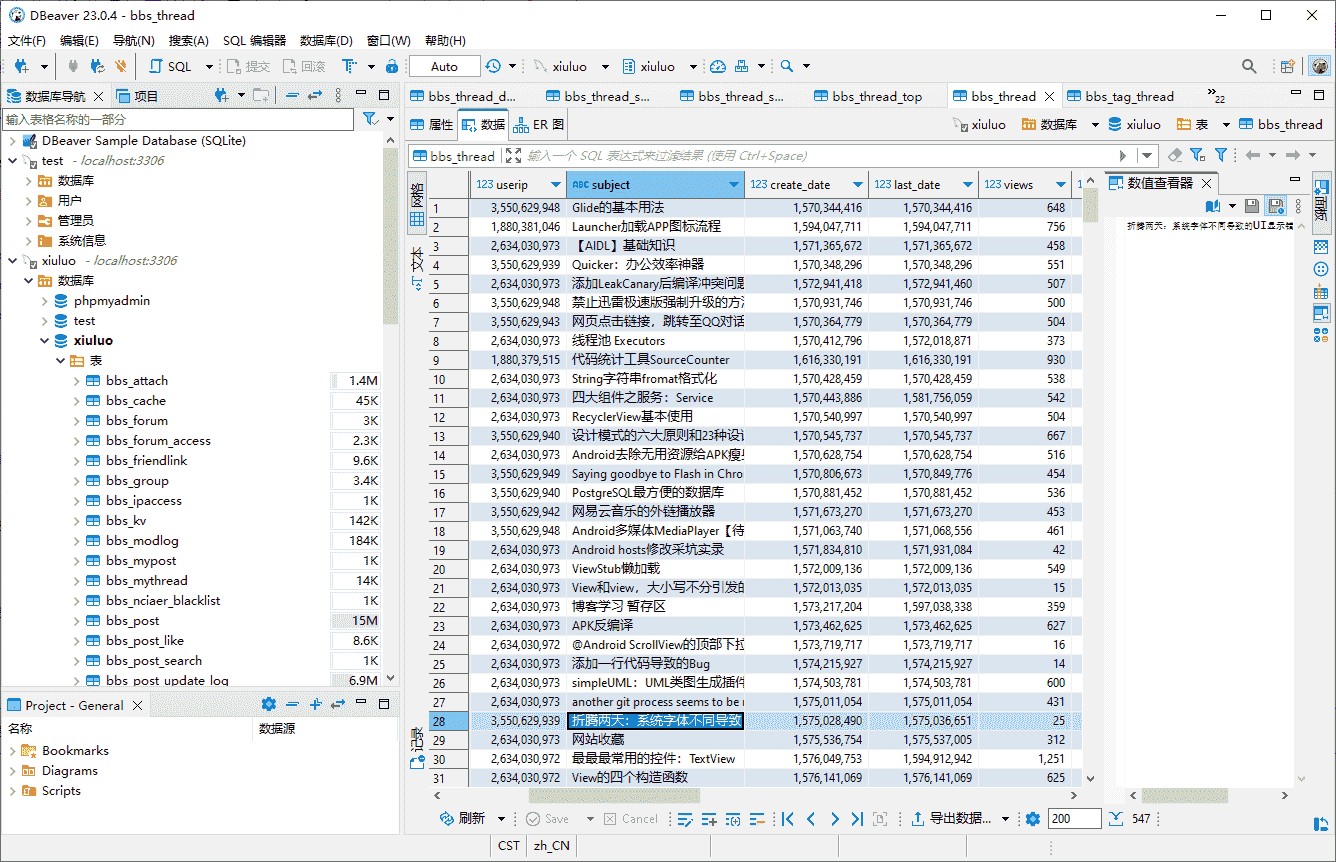 DBeaver 23.0.4 - bbs_thread
文件(F) 编辑(E) 导航(N) 搜索(A) SQL 编辑器 数据库(D) 窗口(W) 帮助(H)
SQL 提交 回滚 Auto xiuluo xiuluo
数据库导航 项目
输入表格名称的一部分
DBeaver Sample Database (SQLite)
test - localhost:3306
数据库
用户
管理员
系统信息
xiuluo - localhost:3306
数据库
phpmyadmin
test
xiuluo
表
bbs_attach 1.4M
bbs_cache 45K
bbs_forum 3K
bbs_forum_access 2.3K
bbs_friendlink 9.6K
bbs_group 3.4K
bbs_ipaccess 1K
bbs_kv 142K
bbs_modlog 184K
bbs_mypost 1K
bbs_mythread 14K
bbs_nciaer_blacklist 1K
bbs_post 15M
bbs_post_like 8.6K
bbs_post_search 1K
bbs_post_update_log 6.9M
Project - General
名称 数据源
Bookmarks
Diagrams
Scripts
bbs_thread_d... bbs_thread_s... bbs_thread_s... bbs_thread_top bbs_thread bbs_tag_thread »22
属性 数据 ER 图 xiuluo 数据库 xiuluo 表 bbs_thread
bbs_thread 输入一个 SQL 表达式来过滤结果 (使用 Ctrl+Space)
网格
文本
记录
123 userip ABC subject 123 create_date 123 last_date 123 views 1
1 3,550,629,948 Glide的基本用法 1,570,344,416 1,570,344,416 648
2 1,880,381,046 Launcher加载APP图标流程 1,594,047,711 1,594,047,711 756
3 2,634,030,973 【AIDL】基础知识 1,571,365,672 1,571,365,672 458
4 3,550,629,939 Quicker：办公效率神器 1,570,348,296 1,570,348,296 551
5 2,634,030,973 添加LeakCanary后编译冲突问题 1,572,941,418 1,572,941,460 507
6 3,550,629,948 禁止迅雷极速版强制升级的方法 1,570,931,746 1,570,931,746 500
7 3,550,629,943 网页点击链接，跳转至QQ对话 1,570,364,779 1,570,364,779 504
8 2,634,030,973 线程池 Executors 1,570,412,796 1,572,018,871 373
9 1,880,379,515 代码统计工具SourceCounter 1,616,330,191 1,616,330,191 930
10 2,634,030,973 String字符串fromat格式化 1,570,428,459 1,570,428,459 538
11 2,634,030,973 四大组件之服务：Service 1,570,443,886 1,581,756,059 542
12 2,634,030,973 RecyclerView基本使用 1,570,540,997 1,570,540,997 504
13 3,550,629,940 设计模式的六大原则和23种设计 1,570,545,737 1,570,545,737 667
14 2,634,030,973 Android去除无用资源给APK瘦身 1,570,628,754 1,570,628,754 516
15 3,550,629,949 Saying goodbye to Flash in Chro 1,570,806,673 1,570,849,776 454
16 3,550,629,940 PostgreSQL最方便的数据库 1,570,881,452 1,570,881,452 536
17 3,550,629,942 网易云音乐的外链播放器 1,571,673,270 1,571,673,270 453
18 3,550,629,948 Android多媒体MediaPlayer【待 1,571,063,740 1,571,068,556 461
19 2,634,030,973 Android hosts修改采坑实录 1,571,834,810 1,571,931,084 42
20 2,634,030,973 ViewStub懒加载 1,572,009,136 1,572,009,136 549
21 2,634,030,973 View和view，大小写不分引发的 1,572,013,035 1,572,013,035 15
22 2,634,030,973 博客学习 暂存区 1,573,217,204 1,597,038,338 359
23 2,634,030,973 APK反编译 1,573,462,625 1,573,462,625 627
24 2,634,030,972 @Android ScrollView的顶部下拉 1,573,719,717 1,573,719,717 16
25 2,634,030,973 添加一行代码导致的Bug 1,574,215,927 1,574,215,927 14
26 2,634,030,973 simpleUML：UML类图生成插件 1,574,503,781 1,574,503,781 600
27 2,634,030,973 another git process seems to be r 1,575,011,054 1,575,011,054 431
28 3,550,629,939 折腾两天：系统字体不同导致 1,575,028,490 1,575,036,651 25
29 2,634,030,973 网站收藏 1,575,536,754 1,575,537,005 312
30 2,634,030,972 最最最常用的控件：TextView 1,576,049,753 1,594,912,942 1,251
31 2,634,030,972 View的四个构造函数 1,576,141,069 1,576,141,069 625
数值查看器
折腾两天：系统字体不同导致的UI显示错
面板
刷新 Save Cancel 导出数据... 200 547
CST zh_CN